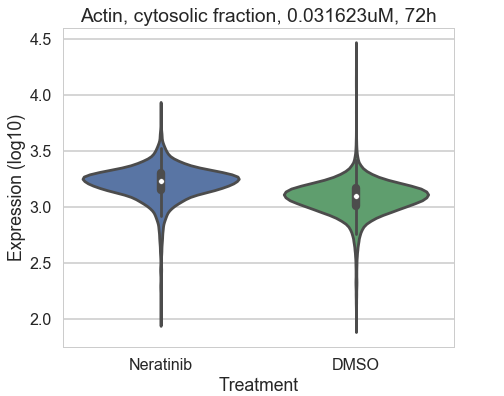 Actin, cytosolic fraction, 0.031623uM, 72h
Expression (log10)
4.5
4.0
3.5
3.0
2.5
2.0
Neratinib DMSO
Treatment